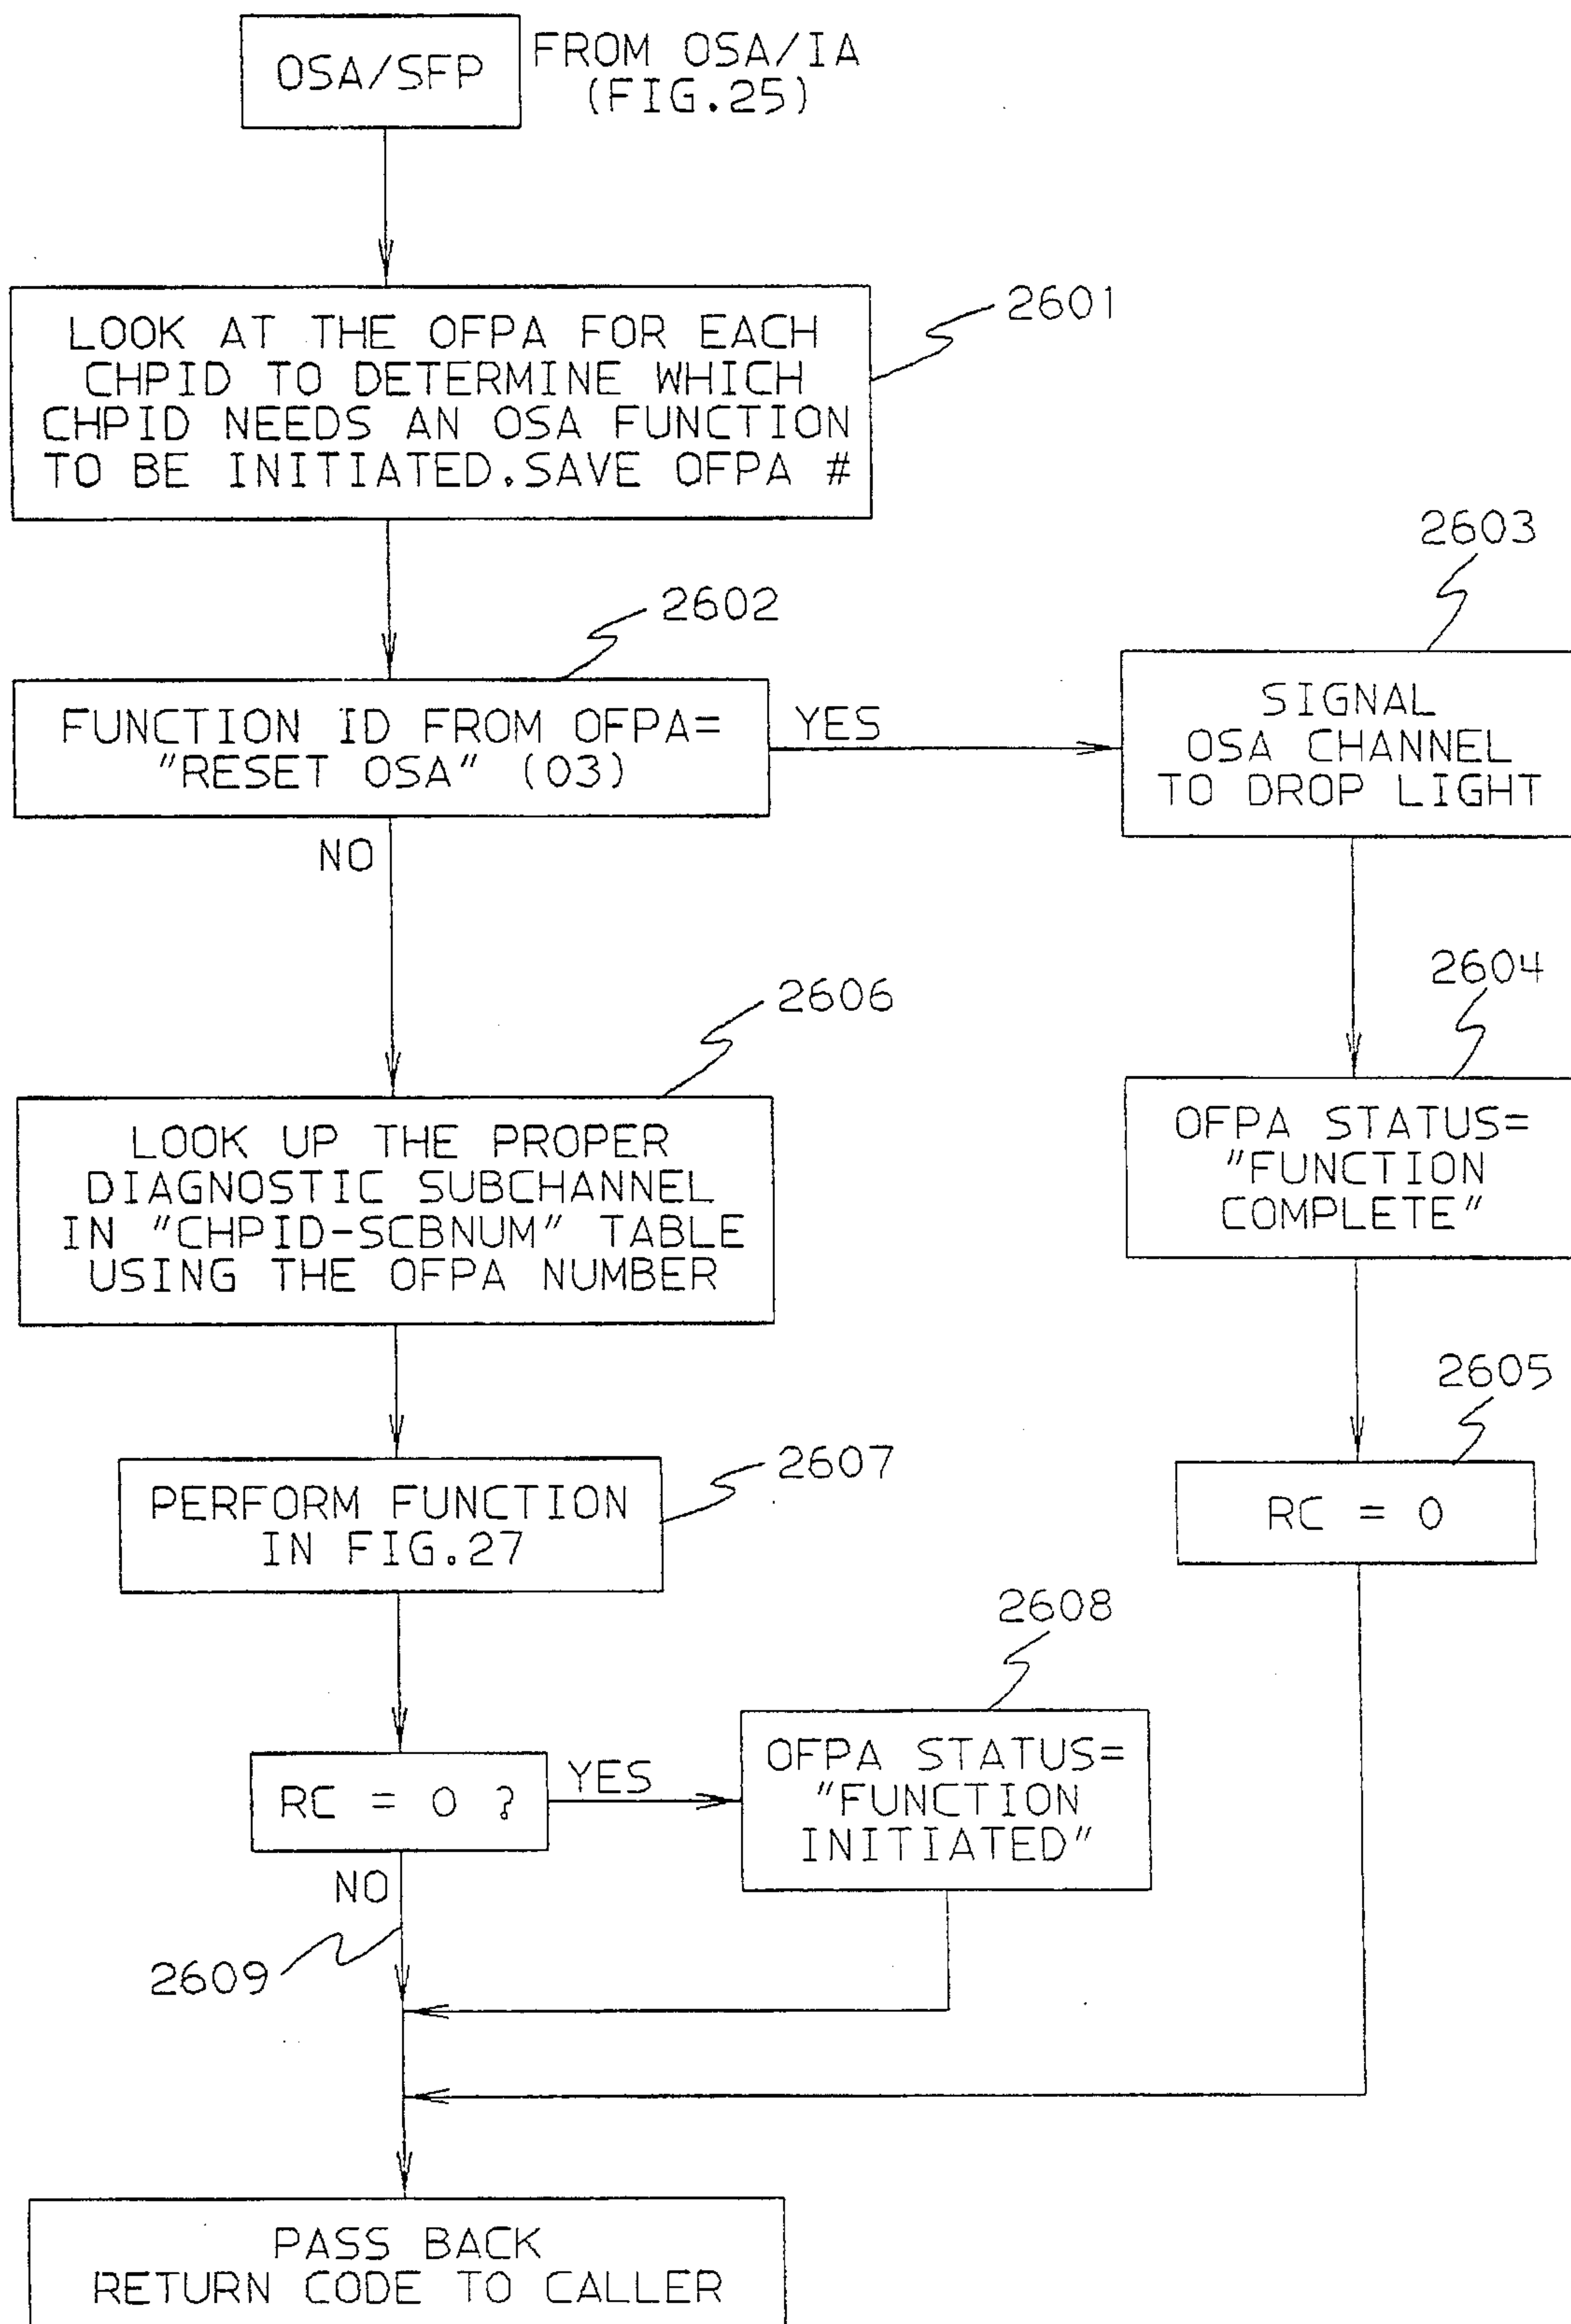 OSA/SFP
FROM OSA/IA
(FIG.25)
LOOK AT THE OFPA FOR EACH
CHPID TO DETERMINE WHICH
CHPID NEEDS AN OSA FUNCTION
TO BE INITIATED.SAVE OFPA #
2601
2602
FUNCTION ID FROM OFPA=
"RESET OSA" (03)
YES
NO
2603
SIGNAL
OSA CHANNEL
TO DROP LIGHT
2604
OFPA STATUS=
"FUNCTION
COMPLETE"
2605
RC = 0
2606
LOOK UP THE PROPER
DIAGNOSTIC SUBCHANNEL
IN "CHPID-SCBNUM" TABLE
USING THE OFPA NUMBER
2607
PERFORM FUNCTION
IN FIG.27
RC = 0 ?
YES
NO
2608
OFPA STATUS=
"FUNCTION
INITIATED"
2609
PASS BACK
RETURN CODE TO CALLER